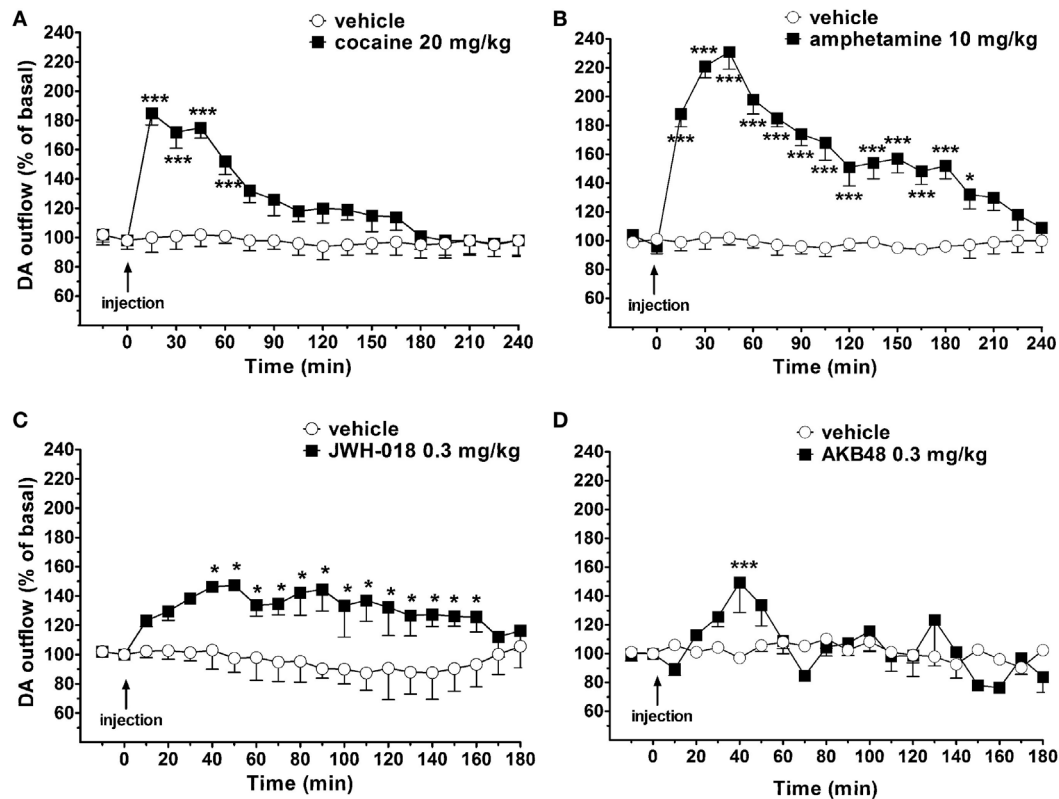 A
vehicle
cocaine 20 mg/kg
DA outflow (% of basal)
240
220
200
180
160
140
120
100
80
60
***
***
***
***
injection
0 30 60 90 120 150 180 210 240
Time (min)
B
vehicle
amphetamine 10 mg/kg
240
220
200
180
160
140
120
100
80
60
***
***
***
***
***
***
***
***
***
***
***
***
*
injection
0 30 60 90 120 150 180 210 240
Time (min)
C
vehicle
JWH-018 0.3 mg/kg
DA outflow (% of basal)
240
220
200
180
160
140
120
100
80
60
* * * * * * * * * * * * *
injection
0 20 40 60 80 100 120 140 160 180
Time (min)
D
vehicle
AKB48 0.3 mg/kg
240
220
200
180
160
140
120
100
80
60
***
injection
0 20 40 60 80 100 120 140 160 180
Time (min)